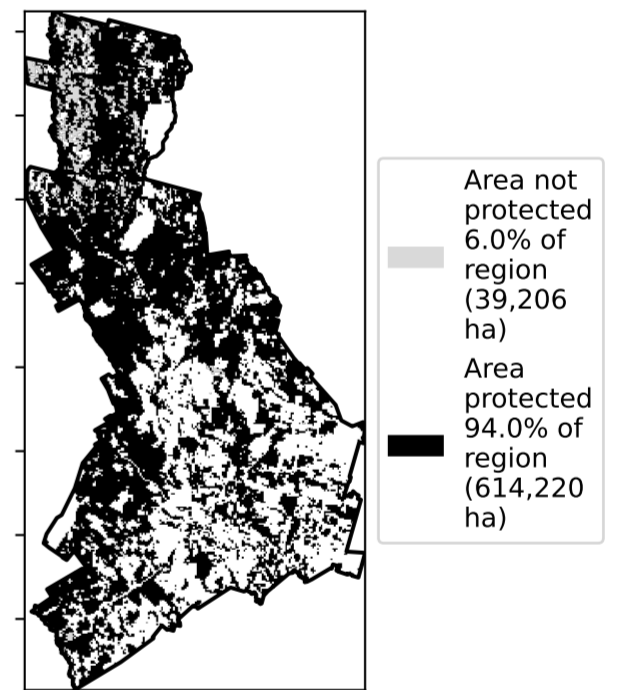 Area not
protected
6.0% of
region
(39,206
ha)
Area
protected
94.0% of
region
(614,220
ha)